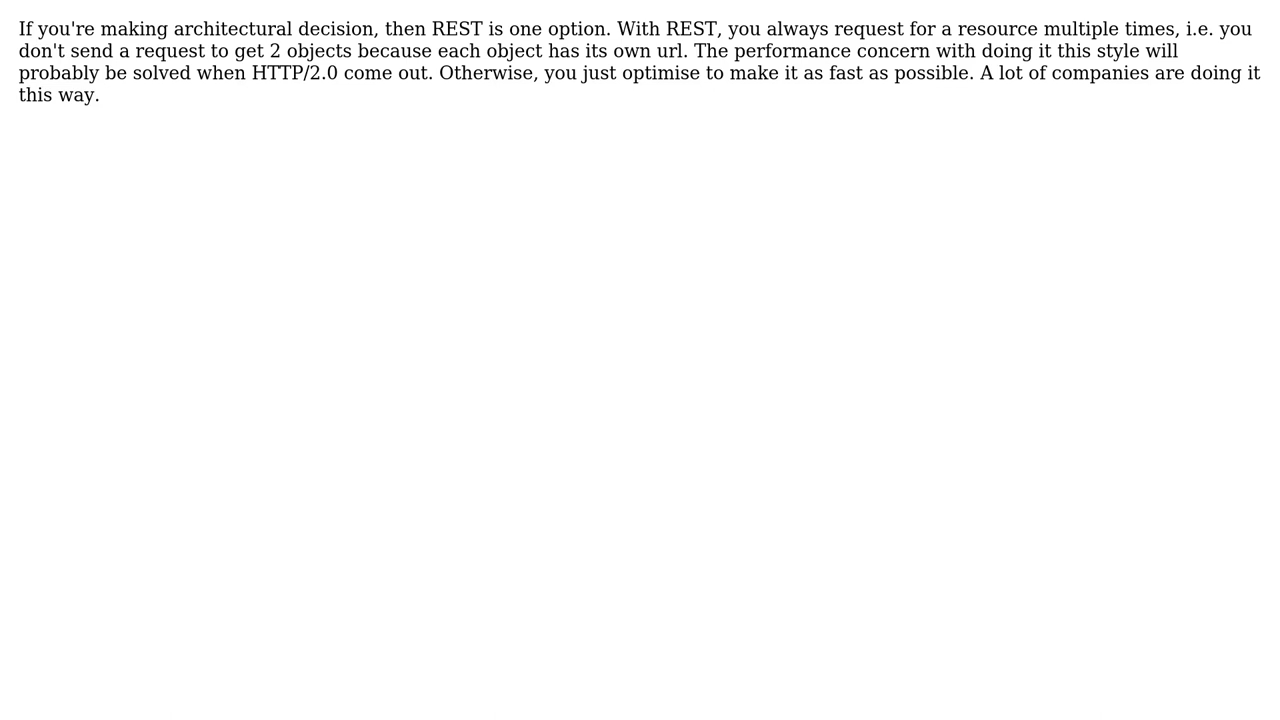 If you're making architectural decision, then REST is one option. With REST, you always request for a resource multiple times, i.e. you
don't send a request to get 2 objects because each object has its own url. The performance concern with doing it this style will
probably be solved when HTTP/2.0 come out. Otherwise, you just optimise to make it as fast as possible. A lot of companies are doing it
this way.